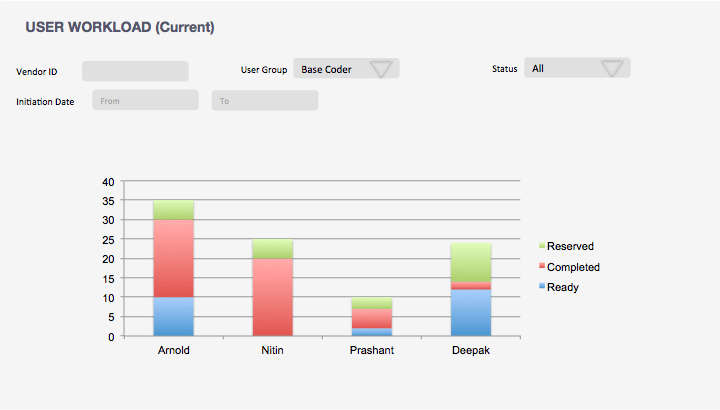 USER WORKLOAD (Current)
Vendor ID
User Group Base Coder
Status All
Initiation Date From To
40
35
30
25
20
15
10
5
0
Arnold Nitin Prashant Deepak
Reserved
Completed
Ready